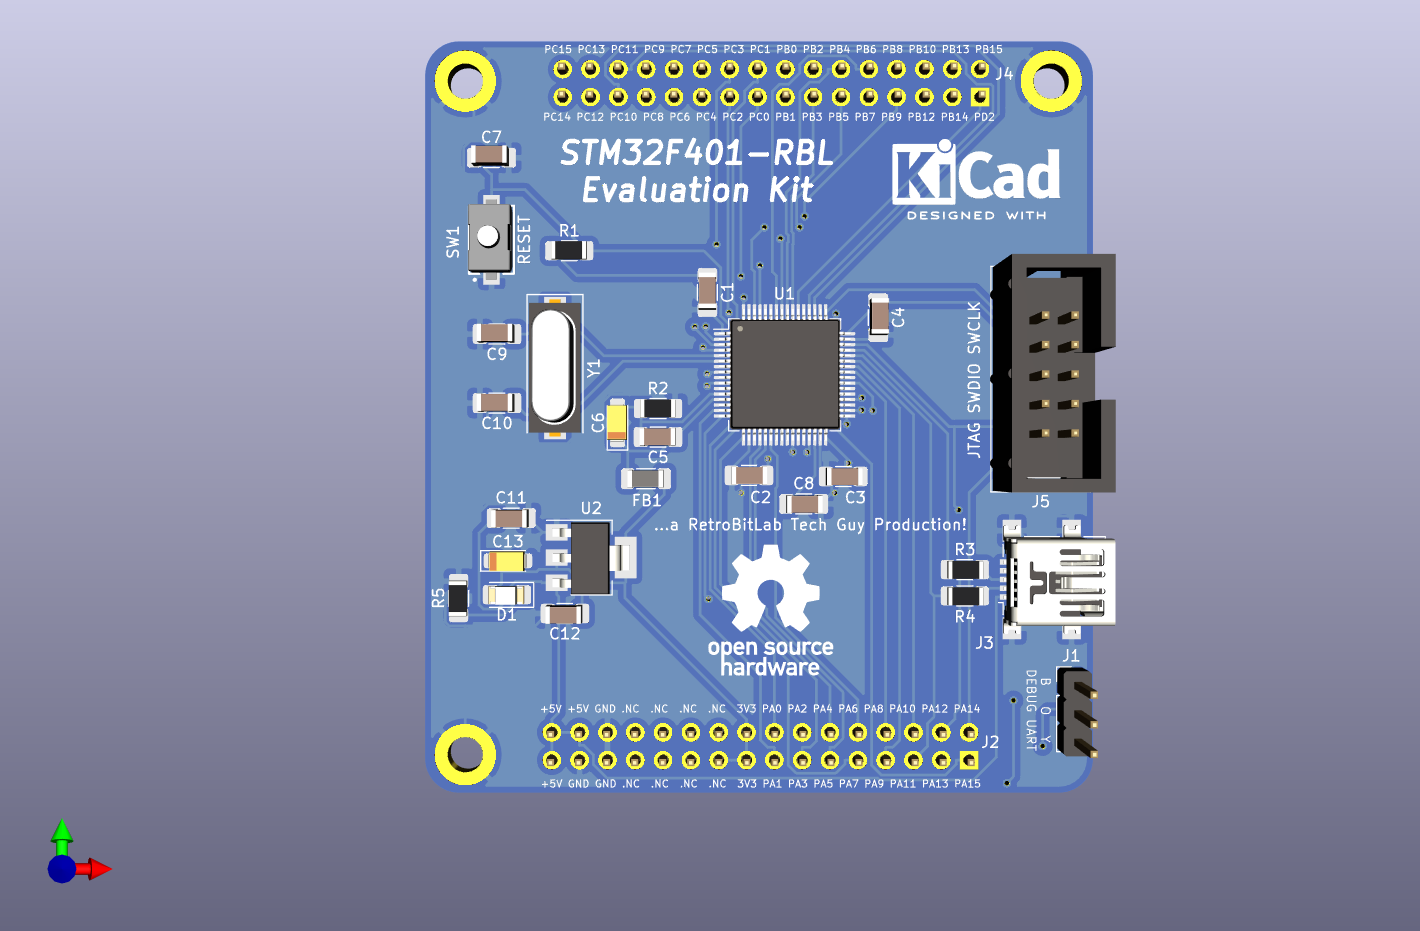 PC15 PC13 PC11 PC9 PC7 PC5 PC3 PC1 PB0 PB2 PB4 PB6 PB8 PB10 PB13 PB15
J4
PC14 PC12 PC10 PC8 PC6 PC4 PC2 PC0 PB1 PB3 PB5 PB7 PB9 PB12 PB14 PD2
C7
STM32F401-RBL
Evaluation Kit
KiCad
DESIGNED WITH
SW1
RESET
R1
C1
U1
C4
C9
Y1
C10
R2
C6
C5
FB1
JTAG SWDIO SWCLK
J5
C2
C8
C3
C11
U2
...a RetroBitLab Tech Guy Production!
C13
R5
D1
C12
R3
R4
J3
open source
hardware
J1
B O Y
DEBUG UART
+5V +5V GND .NC .NC .NC .NC 3V3 PA0 PA2 PA4 PA6 PA8 PA10 PA12 PA14
J2
+5V GND GND .NC .NC .NC .NC 3V3 PA1 PA3 PA5 PA7 PA9 PA11 PA13 PA15